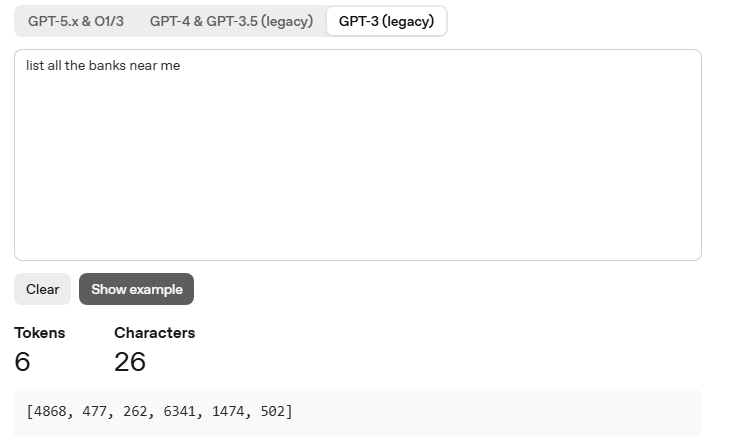 GPT-5.x & O1/3 GPT-4 & GPT-3.5 (legacy) GPT-3 (legacy)
list all the banks near me
Clear Show example
Tokens Characters
6 26
[4868, 477, 262, 6341, 1474, 502]